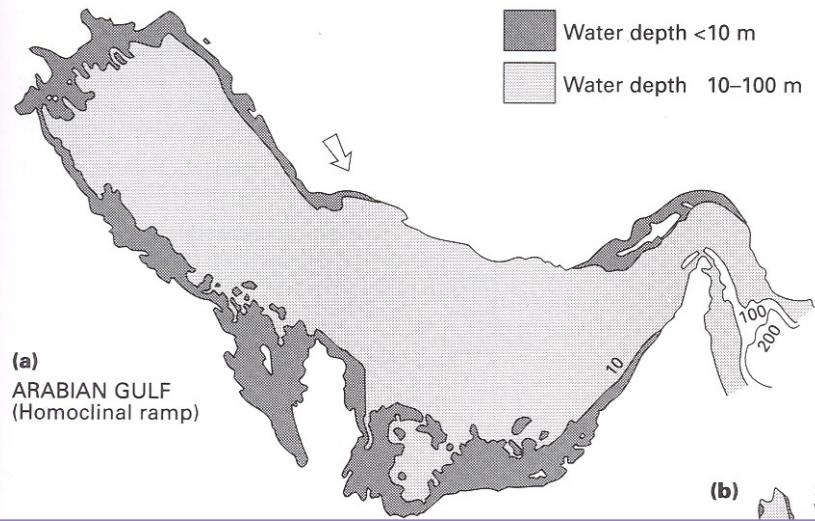 Water depth <10 m
Water depth 10–100 m
100
200
10
(a)
ARABIAN GULF
(Homoclinal ramp)
(b)